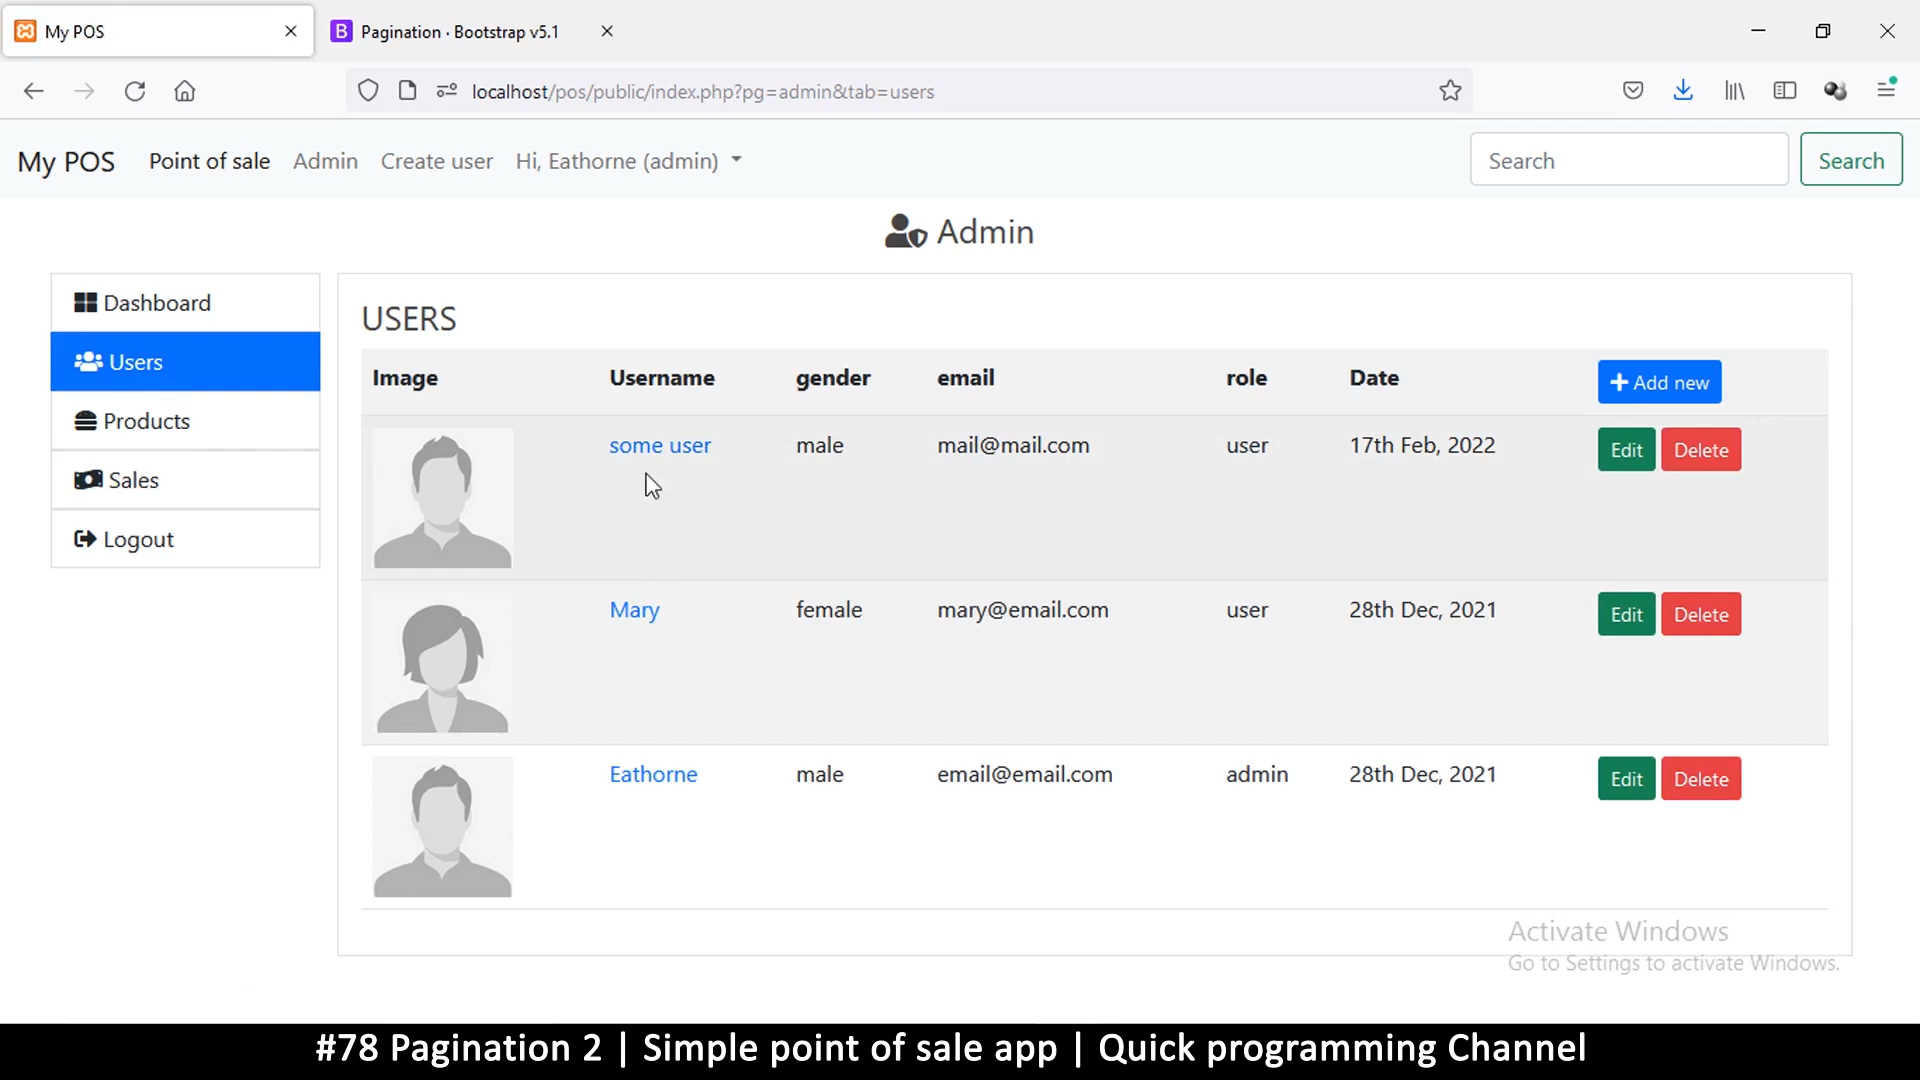 My POS
Pagination · Bootstrap v5.1
localhost/pos/public/index.php?pg=admin&tab=users
My POS Point of sale Admin Create user Hi, Eathorne (admin) Search Search
Admin
Dashboard
Users
Products
Sales
Logout
USERS
Image Username gender email role Date Add new
some user male mail@mail.com user 17th Feb, 2022 Edit Delete
Mary female mary@email.com user 28th Dec, 2021 Edit Delete
Eathorne male email@email.com admin 28th Dec, 2021 Edit Delete
Activate Windows
Go to Settings to activate Windows.
#78 Pagination 2 | Simple point of sale app | Quick programming Channel